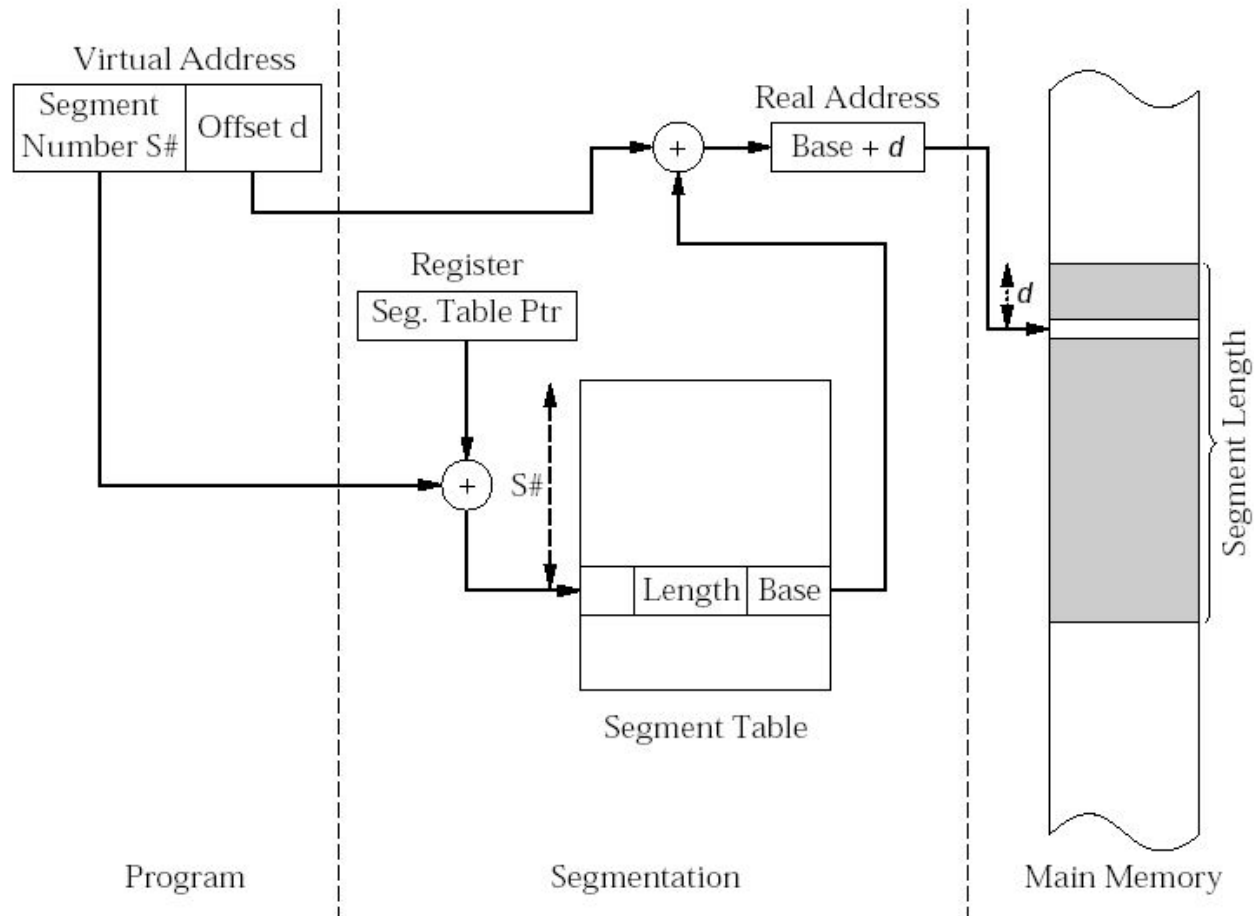 Virtual Address
Segment
Number S#
Offset d
Real Address
+
Base + d
Register
Seg. Table Ptr
d
+
S#
Length
Base
Segment Length
Segment Table
Program
Segmentation
Main Memory